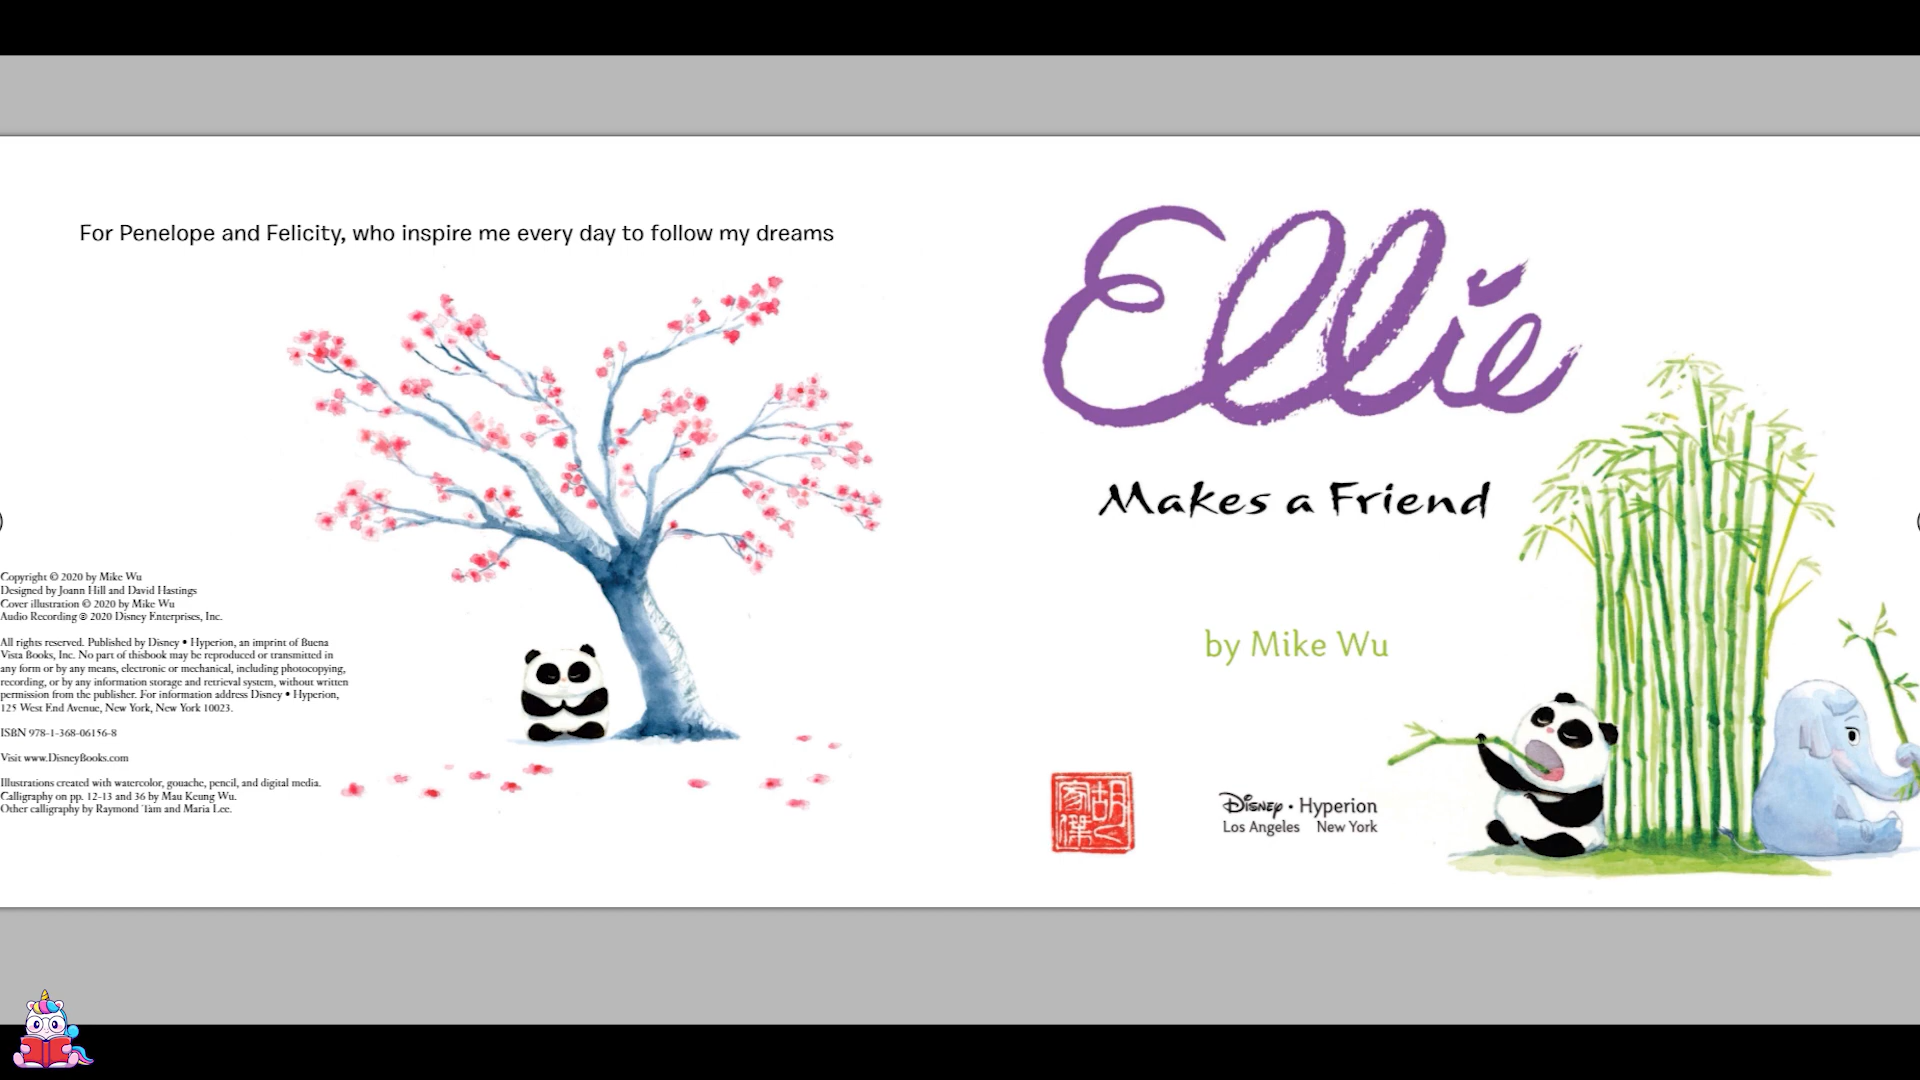 For Penelope and Felicity, who inspire me every day to follow my dreams
Copyright © 2020 by Mike Wu
Designed by Joann Hill and David Hastings
Cover illustration © 2020 by Mike Wu
Audio Recording ℗ 2020 Disney Enterprises, Inc.
All rights reserved. Published by Disney • Hyperion, an imprint of Buena
Vista Books, Inc. No part of thisbook may be reproduced or transmitted in
any form or by any means, electronic or mechanical, including photocopying,
recording, or by any information storage and retrieval system, without written
permission from the publisher. For information address Disney • Hyperion,
125 West End Avenue, New York, New York 10023.
ISBN 978-1-368-06156-8
Visit www.DisneyBooks.com
Illustrations created with watercolor, gouache, pencil, and digital media.
Calligraphy on pp. 12-13 and 36 by Mau Keung Wu.
Other calligraphy by Raymond Tam and Maria Lee.
Ellie
Makes a Friend
by Mike Wu
Disney • Hyperion
Los Angeles New York